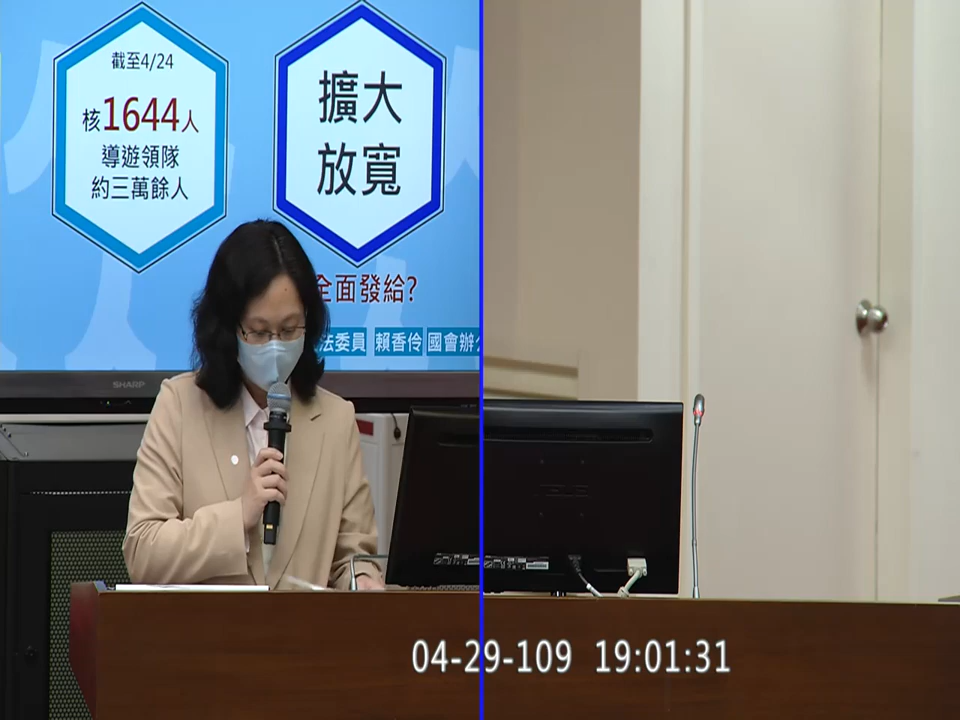 截至4/24
核1644人
導遊領隊
約三萬餘人
擴大
放寬
全面發給?
法委員 賴香伶 國會辦
SHARP
04-29-109 19:01:31